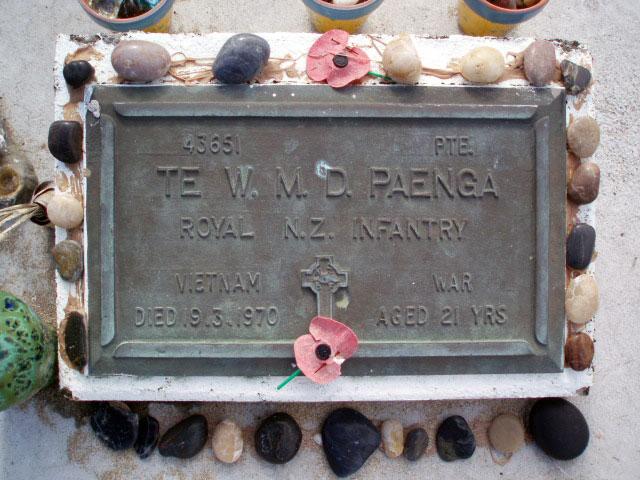 43651 PTE.
TE W. M. D. PAENGA
ROYAL N.Z. INFANTRY
VIETNAM WAR
DIED 19.3.1970 AGED 21 YRS